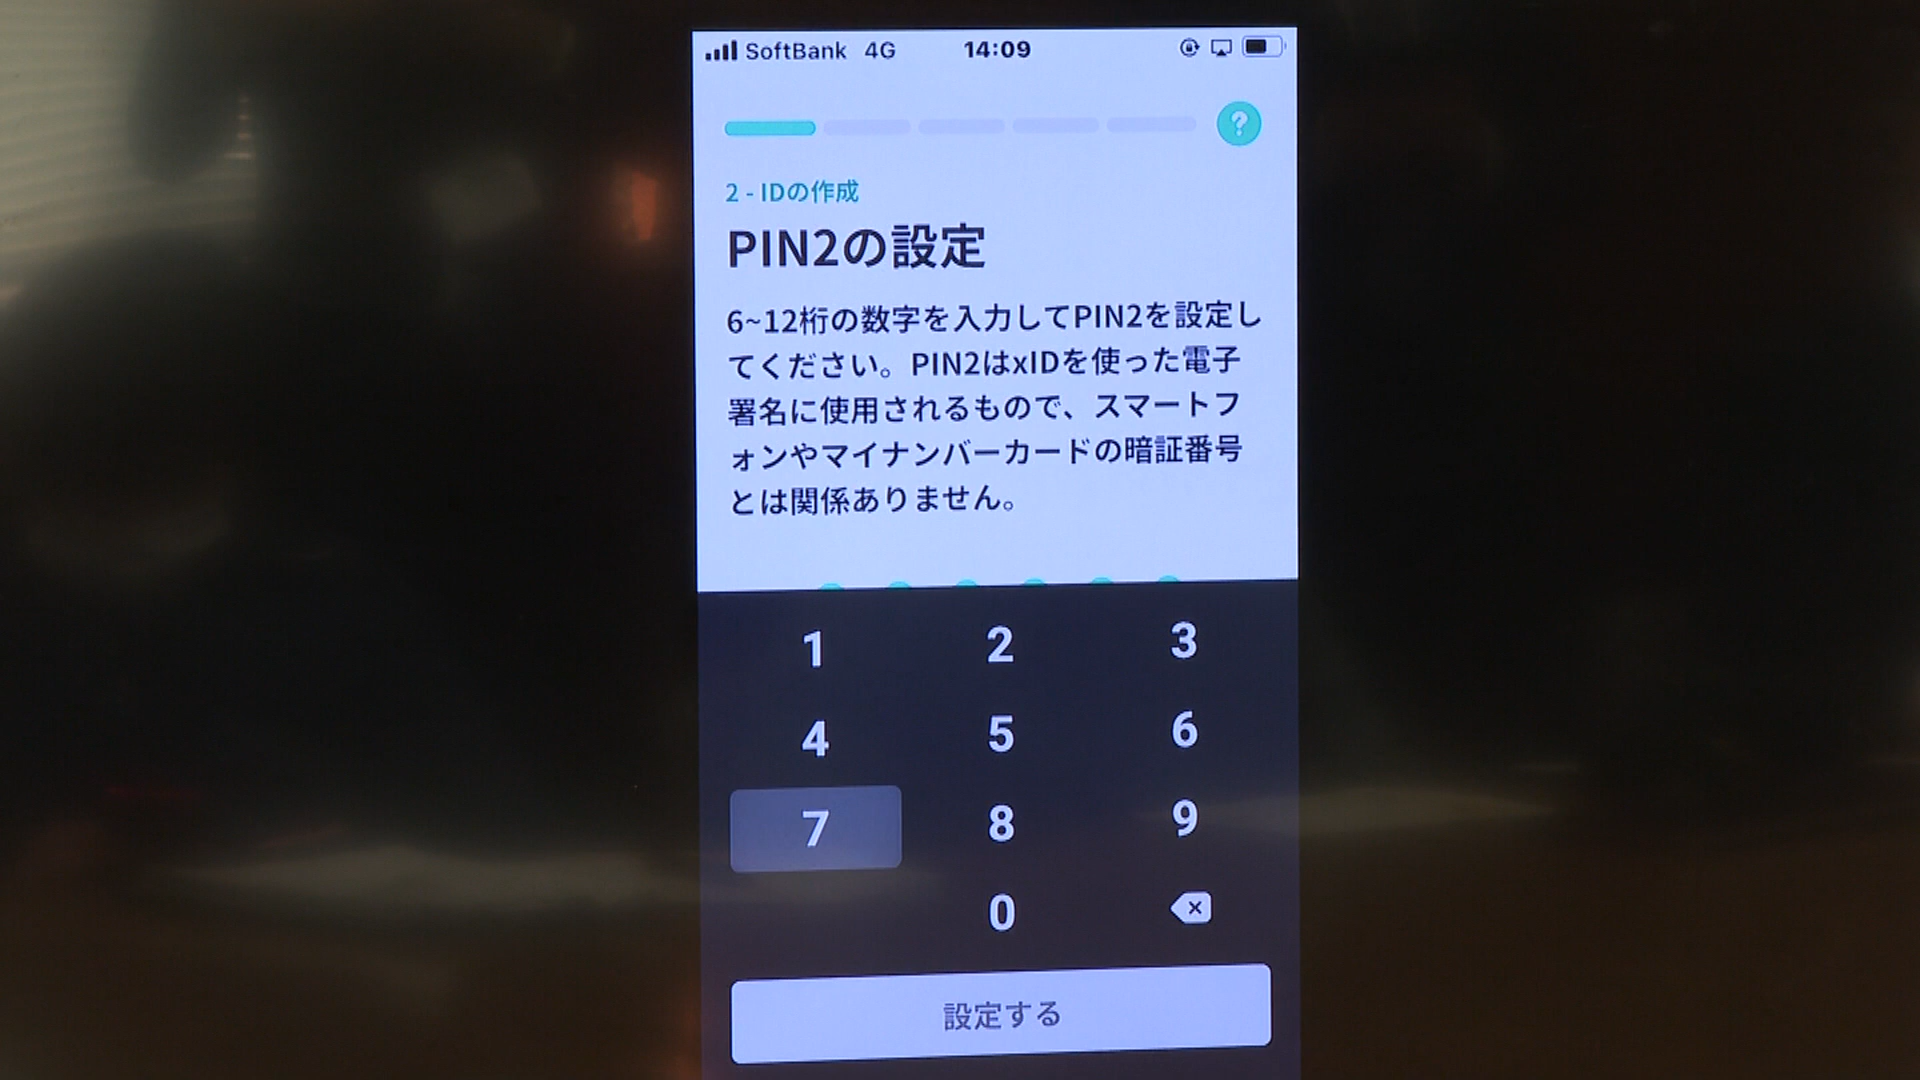 SoftBank 4G 14:09
?
2 - IDの作成
PIN2の設定
6~12桁の数字を入力してPIN2を設定し
てください。PIN2はxIDを使った電子
署名に使用されるもので、スマートフ
ォンやマイナンバーカードの暗証番号
とは関係ありません。
1 2 3
4 5 6
7 8 9
0
設定する